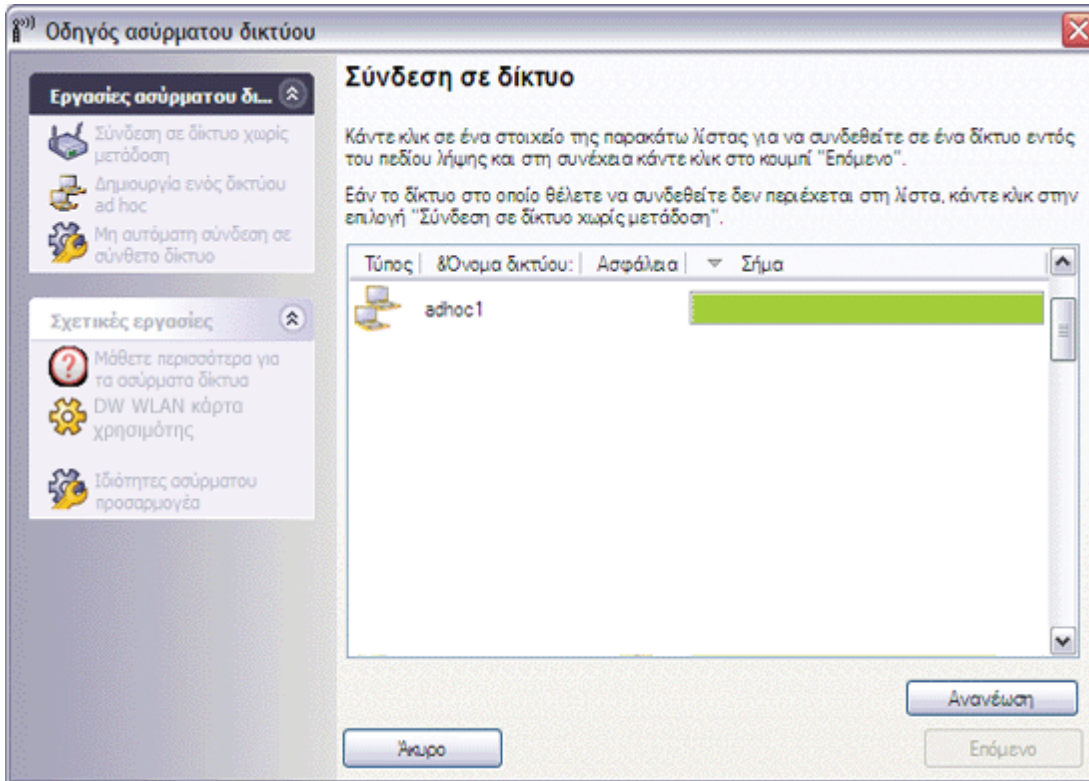 Οδηγός ασύρματου δικτύου
Εργασίες ασύρματου δι...
Σύνδεση σε δίκτυο χωρίς
μετάδοση
Δημιουργία ενός δικτύου
ad hoc
Μη αυτόματη σύνδεση σε
σύνθετο δίκτυο
Σχετικές εργασίες
Μάθετε περισσότερα για
τα ασύρματα δίκτυα
DW WLAN κάρτα
χρησιμότης
Ιδιότητες ασύρματου
προσαρμογέα
Σύνδεση σε δίκτυο
Κάντε κλικ σε ένα στοιχείο της παρακάτω λίστας για να συνδεθείτε σε ένα δίκτυο εντός
του πεδίου λήψης και στη συνέχεια κάντε κλικ στο κουμπί "Επόμενο".
Εάν το δίκτυο στο οποίο θέλετε να συνδεθείτε δεν περιέχεται στη λίστα, κάντε κλικ στην
επιλογή "Σύνδεση σε δίκτυο χωρίς μετάδοση".
Τύπος &Όνομα δικτύου: Ασφάλεια Σήμα
adhoc1
Ανανέωση
Άκυρο Επόμενο